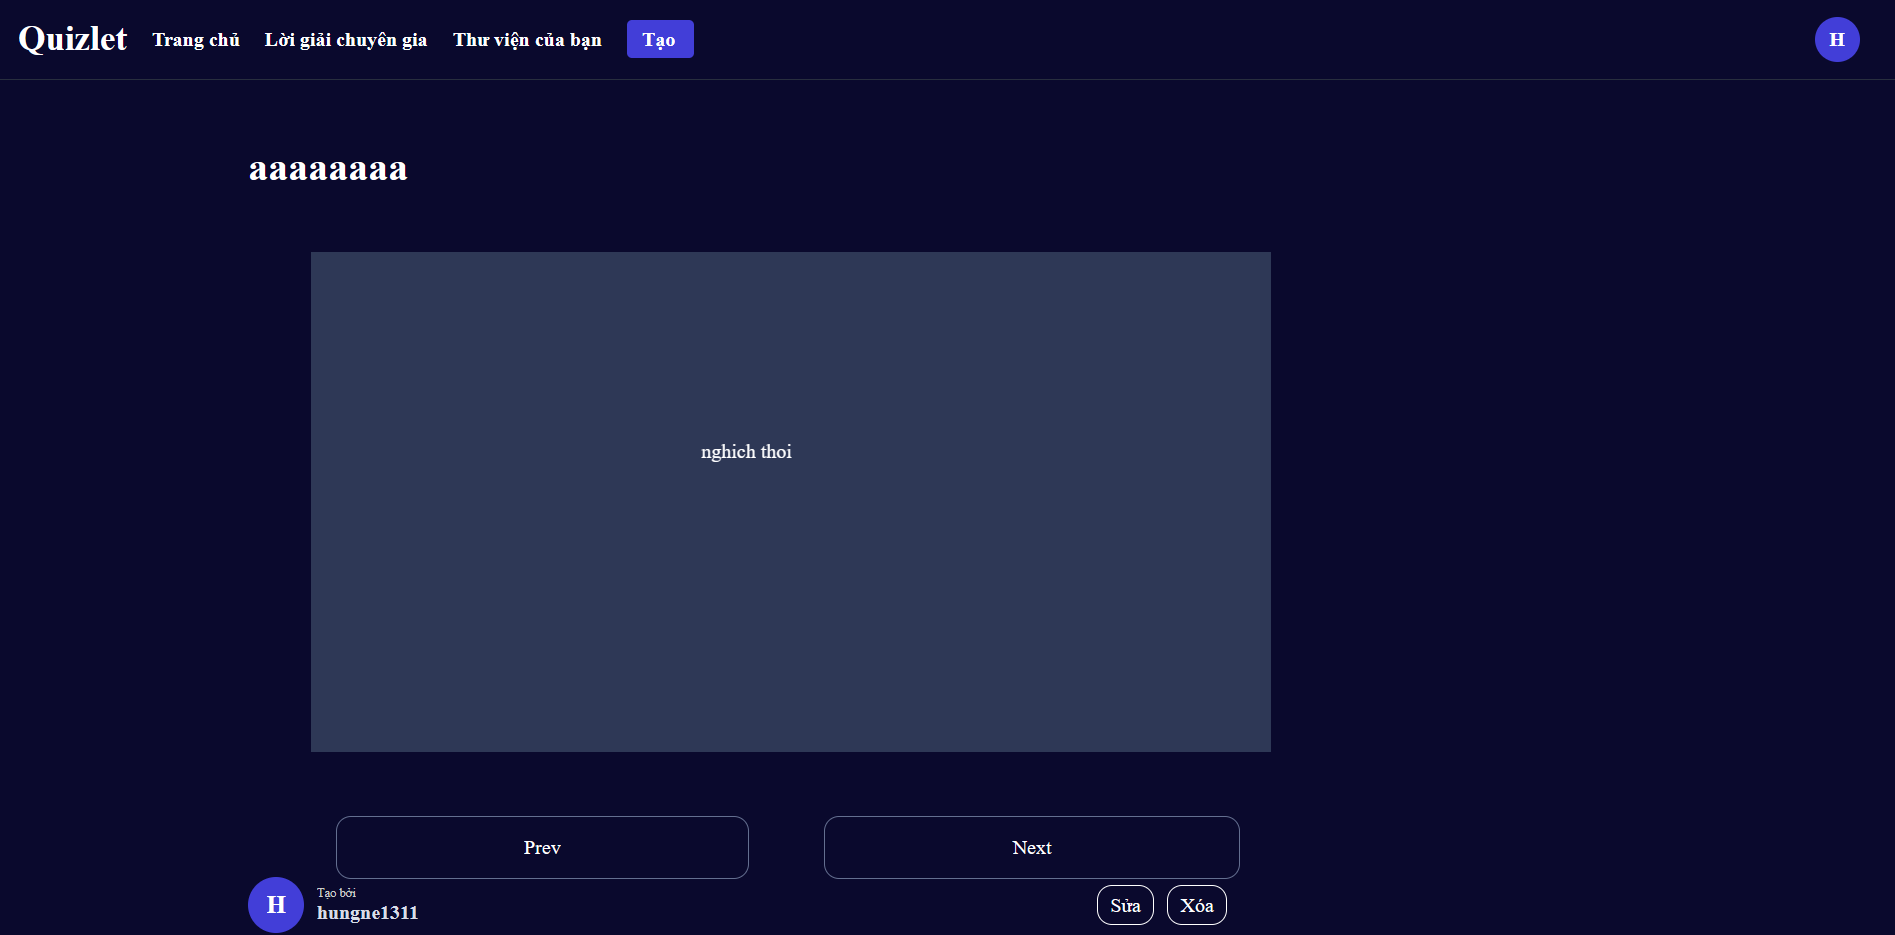 Quizlet Trang chủ Lời giải chuyên gia Thư viện của bạn Tạo H
aaaaaaaa
nghich thoi
Prev Next
H Tạo bởi
hungne1311 Sửa Xóa